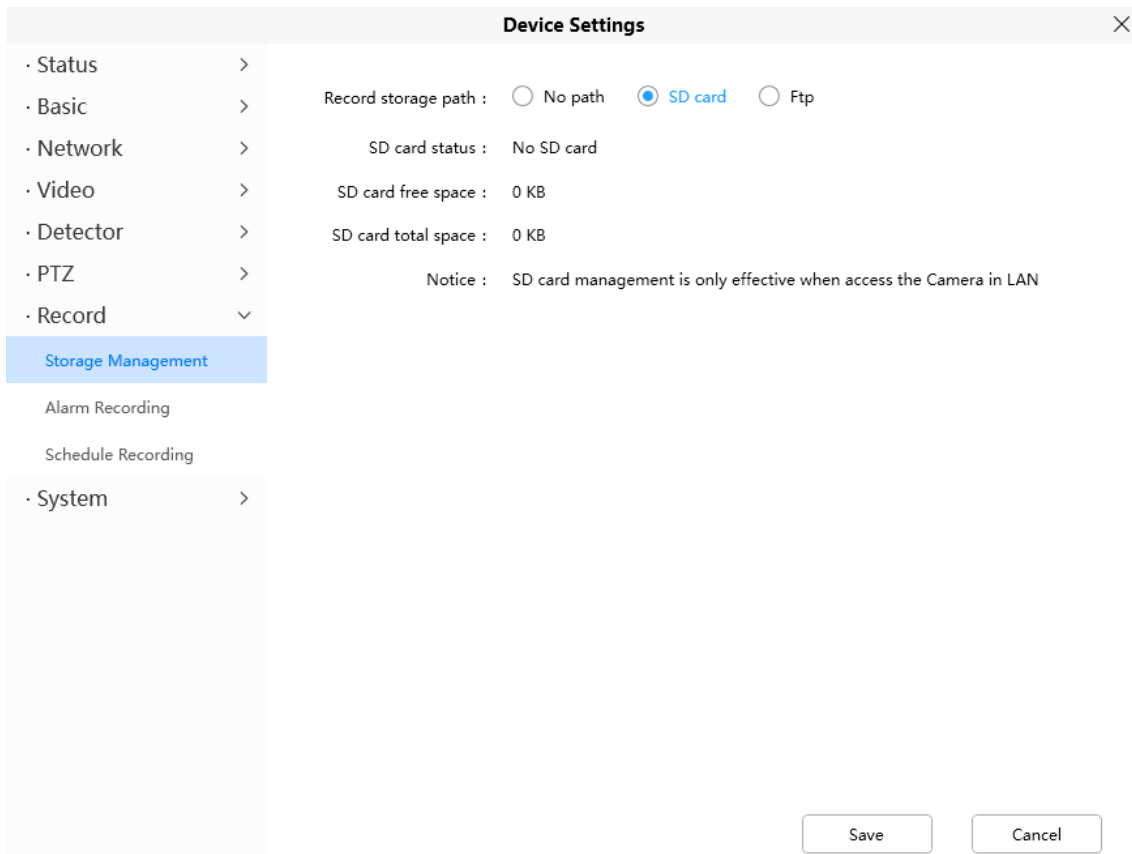 Device Settings
· Status
· Basic
· Network
· Video
· Detector
· PTZ
· Record
Storage Management
Alarm Recording
Schedule Recording
· System
Record storage path : No path SD card Ftp
SD card status : No SD card
SD card free space : 0 KB
SD card total space : 0 KB
Notice : SD card management is only effective when access the Camera in LAN
Save Cancel